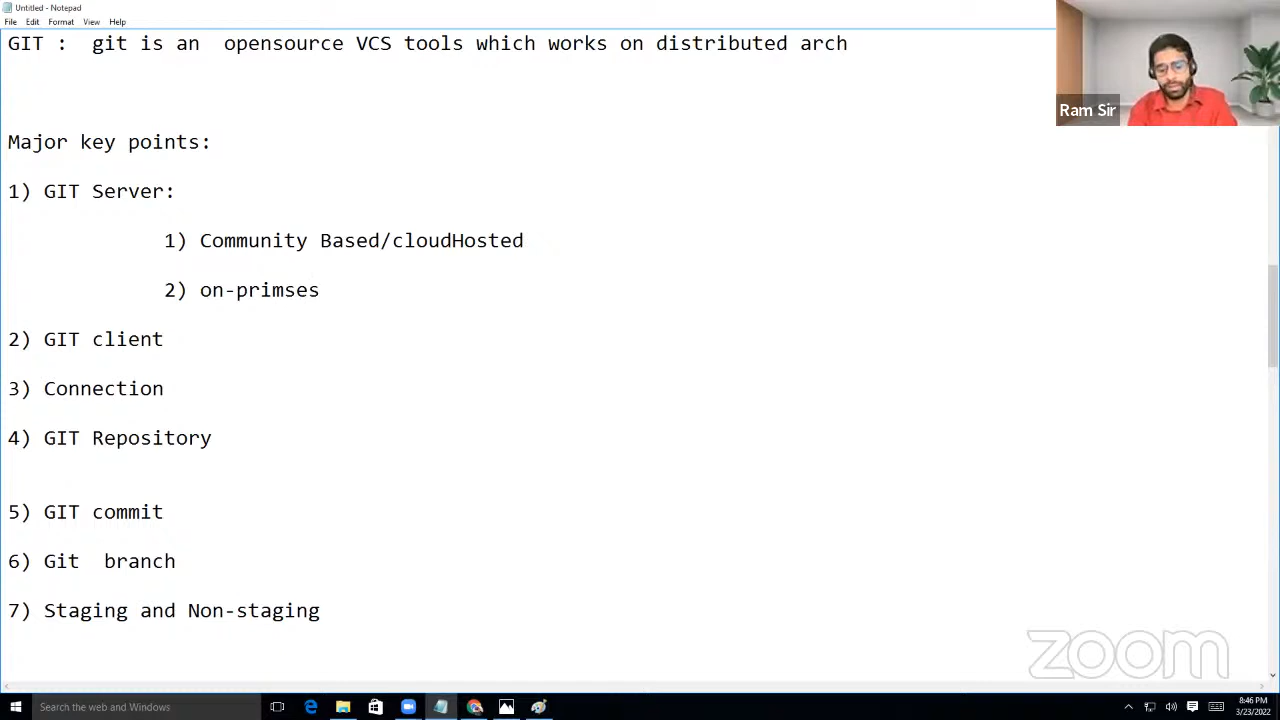 Untitled - Notepad
File Edit Format View Help
GIT : git is an opensource VCS tools which works on distributed arch
Ram Sir
Major key points:
1) GIT Server:
1) Community Based/cloudHosted
2) on-primses
2) GIT client
3) Connection
4) GIT Repository
5) GIT commit
6) Git branch
7) Staging and Non-staging
zoom
Search the web and Windows
8:46 PM
3/23/2022